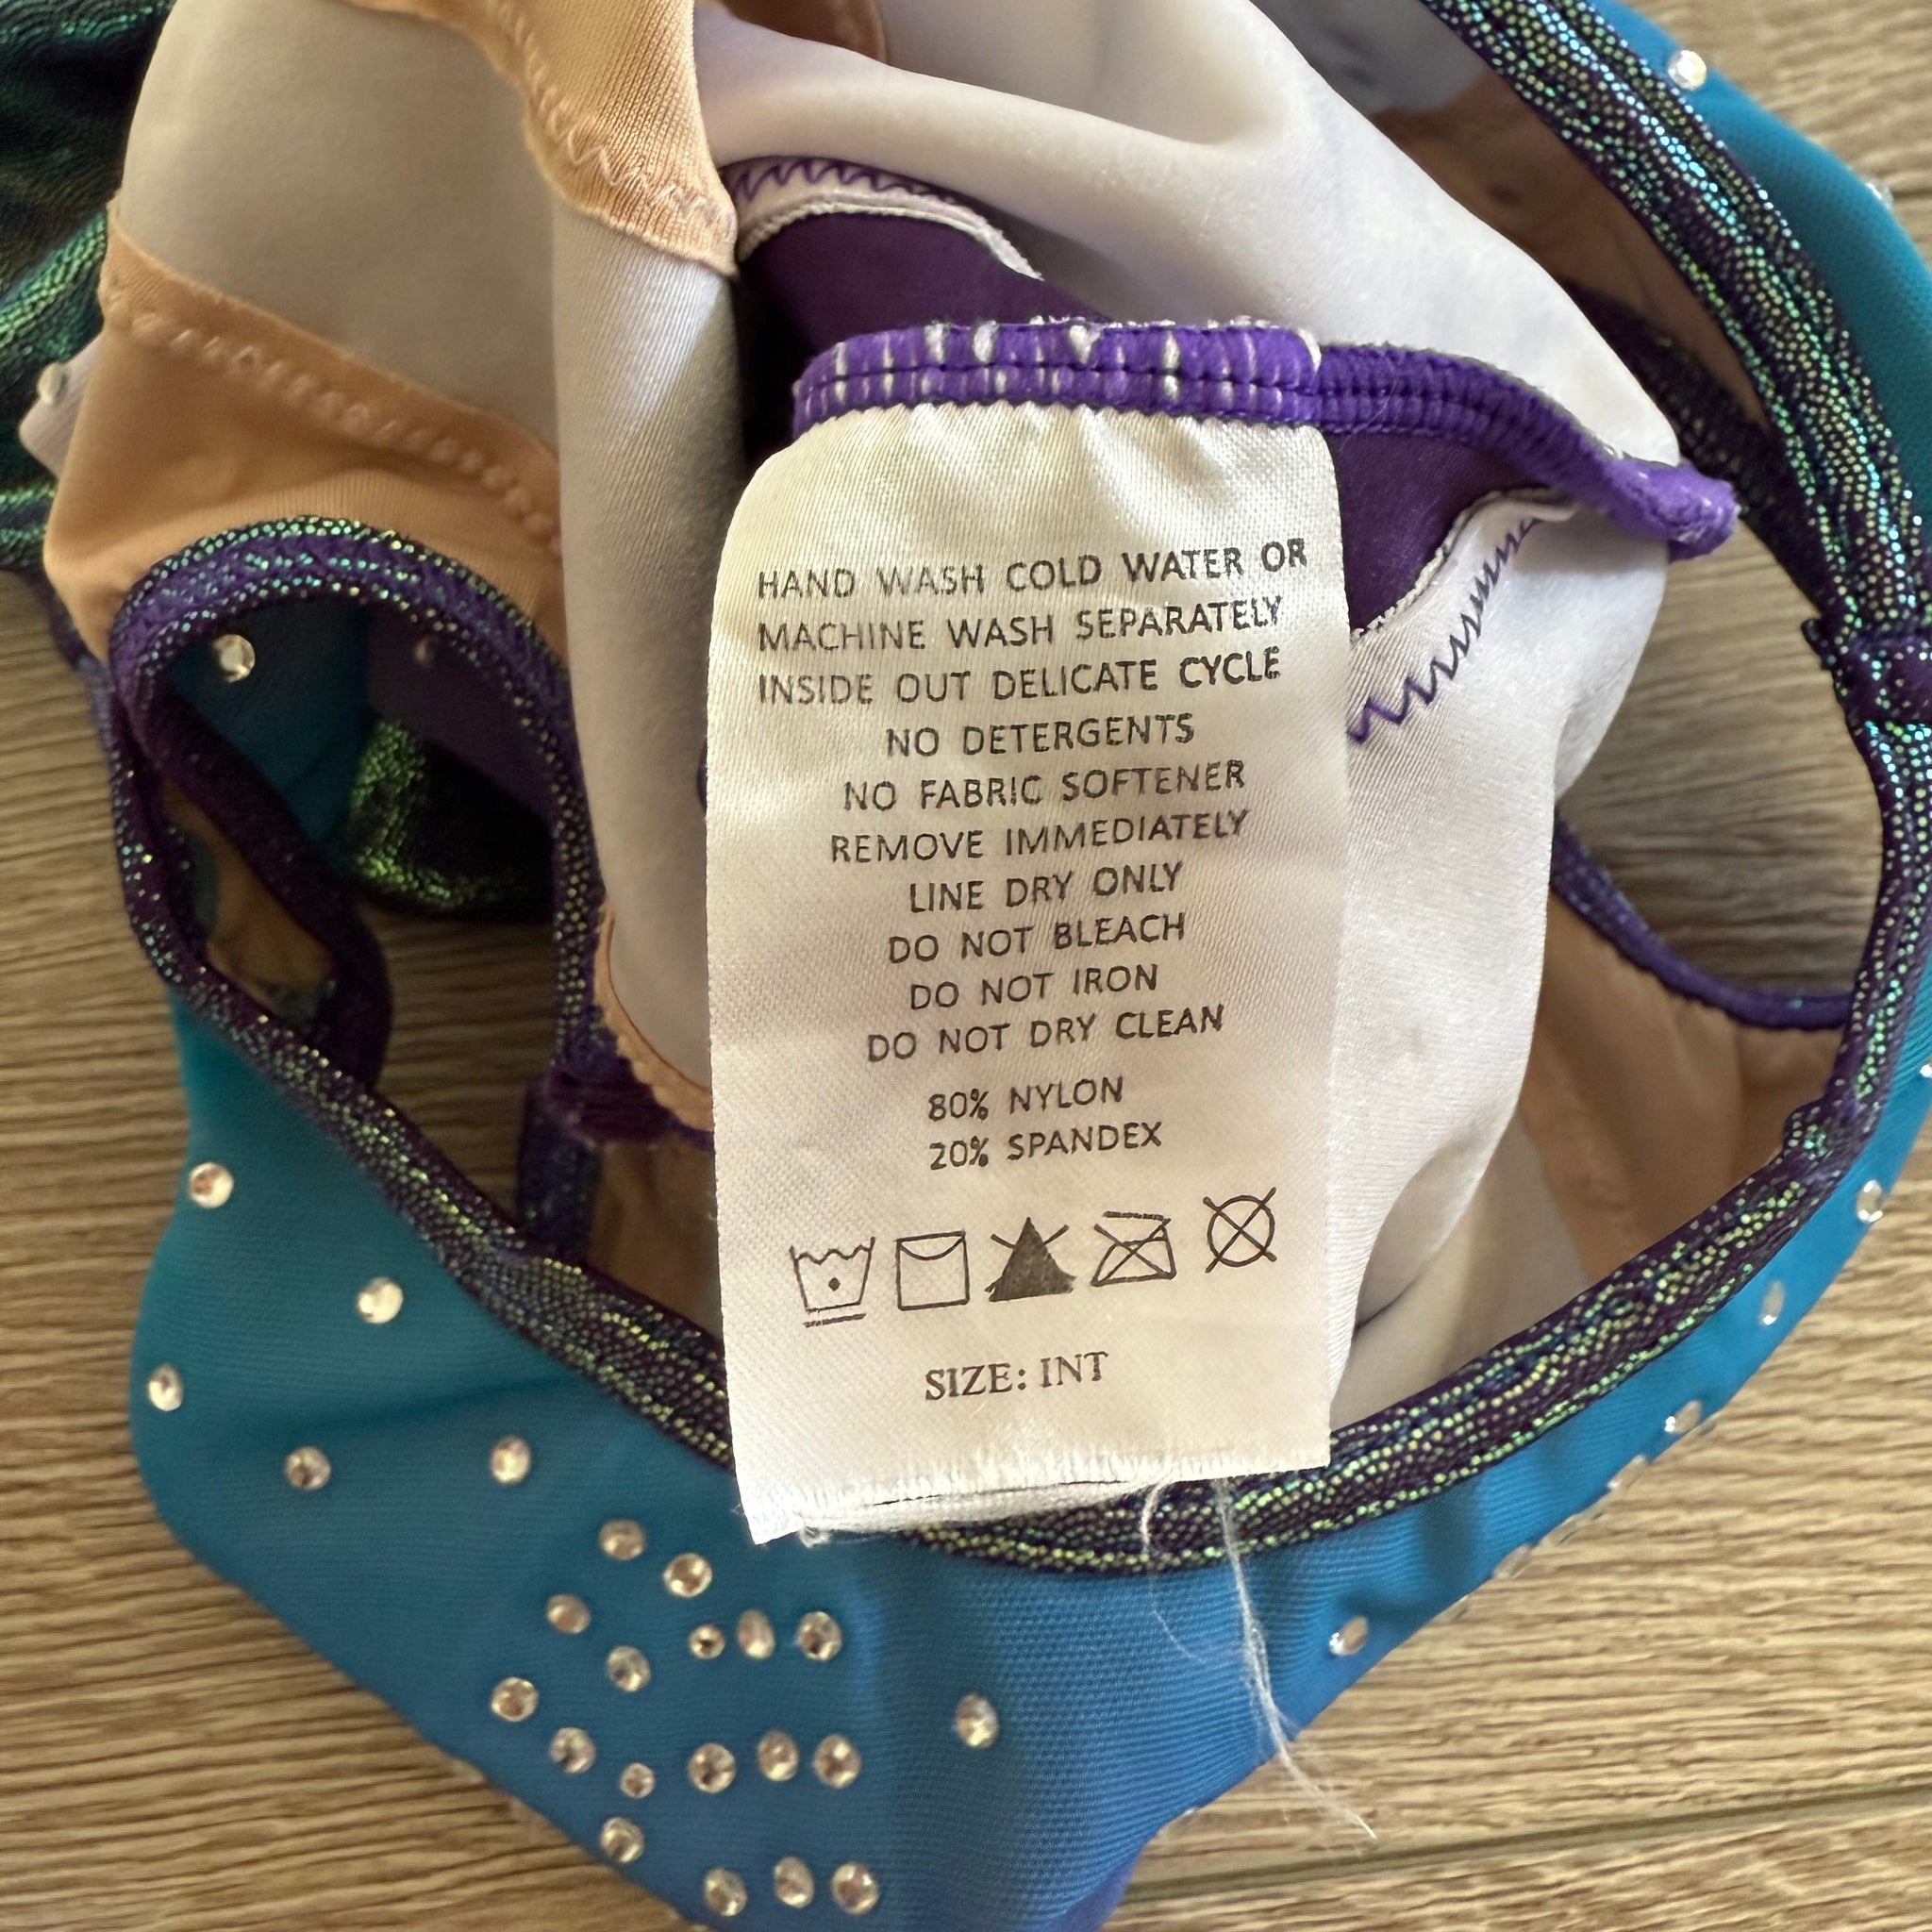 HAND WASH COLD WATER OR
MACHINE WASH SEPARATELY
INSIDE OUT DELICATE CYCLE
NO DETERGENTS
NO FABRIC SOFTENER
REMOVE IMMEDIATELY
LINE DRY ONLY
DO NOT BLEACH
DO NOT IRON
DO NOT DRY CLEAN
80% NYLON
20% SPANDEX
SIZE: INT